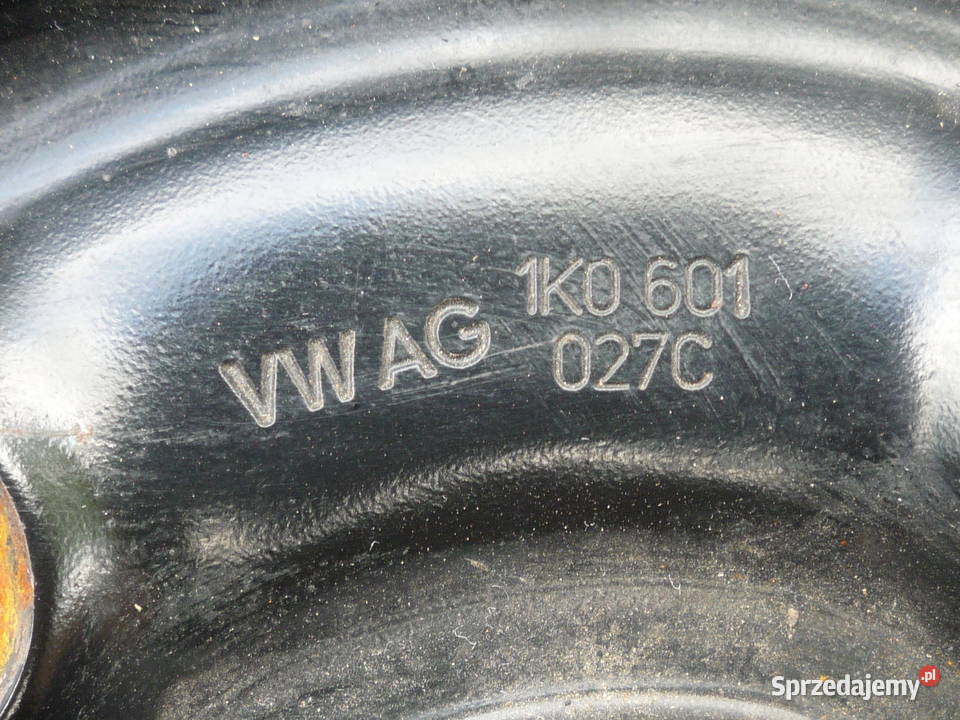 VW AG 1K0 601
027C
Sprzedajemy.pl